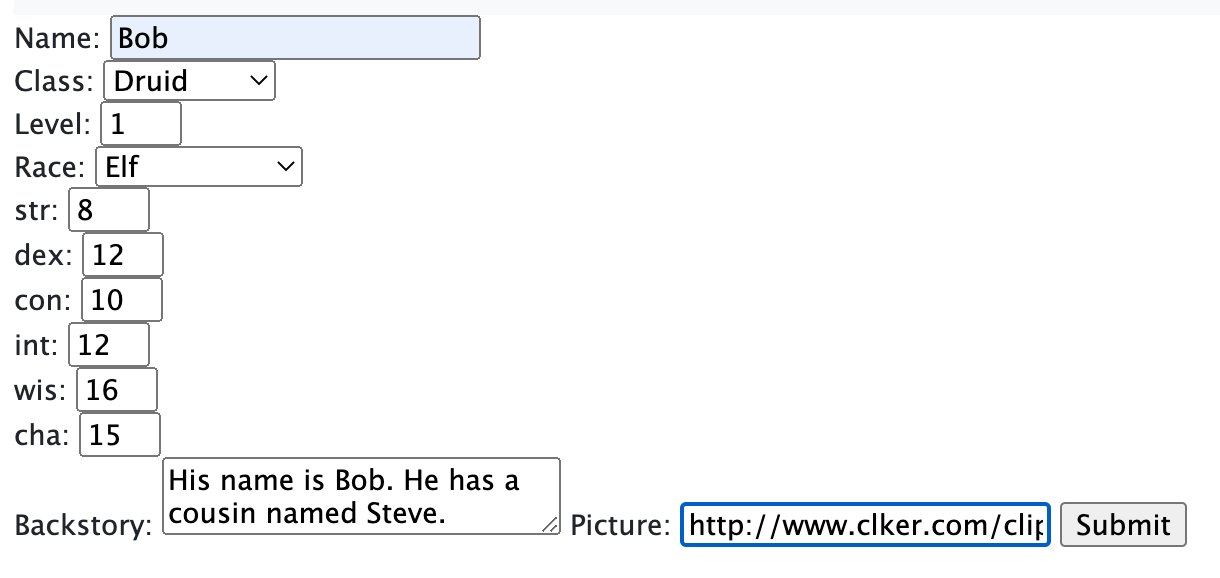 Name: Bob
Class: Druid
Level: 1
Race: Elf
str: 8
dex: 12
con: 10
int: 12
wis: 16
cha: 15
His name is Bob. He has a
cousin named Steve.
Backstory: Picture: http://www.clker.com/clip Submit